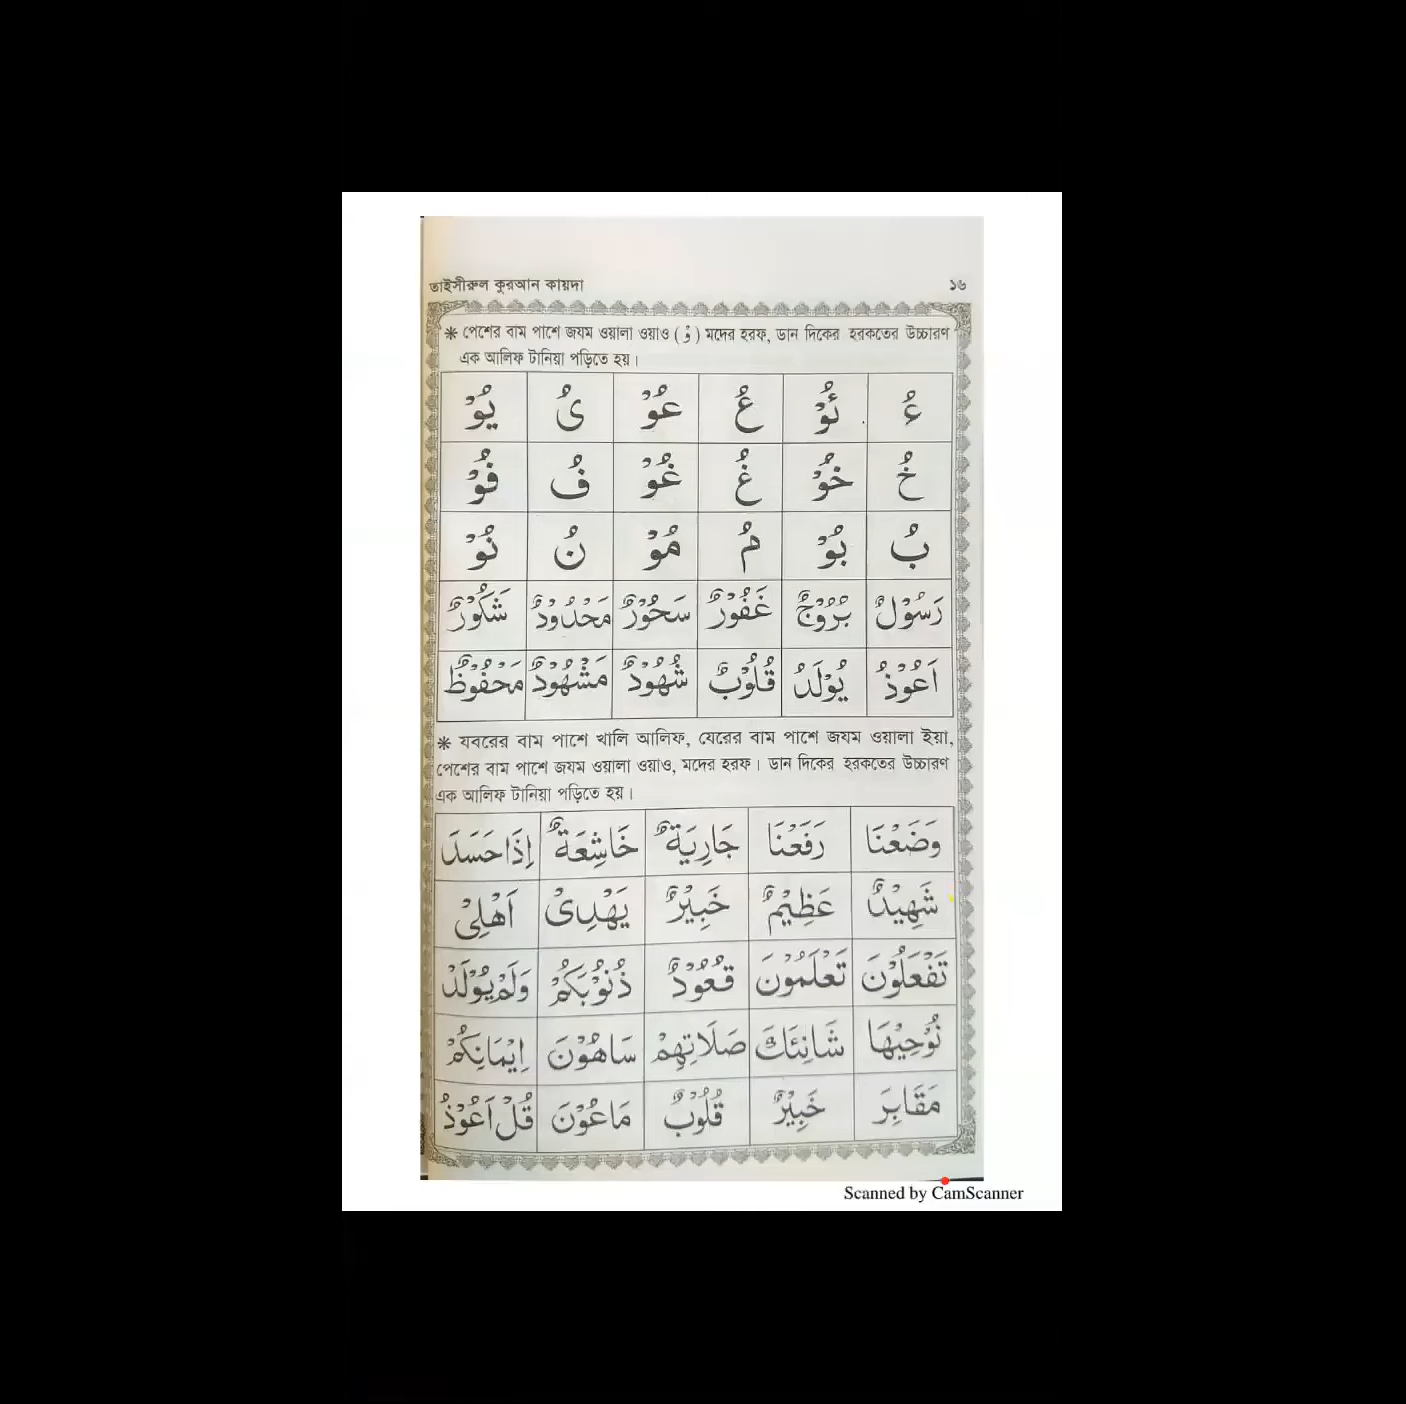 তাইসীরুল কুরআন কায়দা ১৬
❋ পেশের বাম পাশে জযম ওয়ালা ওয়াও (وْ) মদের হরফ, ডান দিকের হরকতের উচ্চারণ
এক আলিফ টানিয়া পড়িতে হয়।
ءُ ئُوْ عُ عُوْ ىُ يُوْ
خُ خُوْ غُ غُوْ فُ فُوْ
بُ بُوْ مُ مُوْ نُ نُوْ
رَسُوْلٌ بُرُوْجٌ غَفُوْرٌ سَحُوْرٌ مَحْدُوْدٌ شَكُوْرٌ
اَعُوْذُ يُوْلَدُ قُلُوْبٌ شُهُوْدٌ مَشْهُوْدٌ مَحْفُوْظٌ
❋ যবরের বাম পাশে খালি আলিফ, যেরের বাম পাশে জযম ওয়ালা ইয়া,
পেশের বাম পাশে জযম ওয়ালা ওয়াও, মদের হরফ। ডান দিকের হরকতের উচ্চারণ
এক আলিফ টানিয়া পড়িতে হয়।
وَضَعْنَا رَفَعْنَا جَارِيَةٌ خَاشِعَةٌ اِذَا حَسَدَ
شَهِيْدٌ عَظِيْمٌ خَبِيْرٌ يَهْدِىْ اَهْلِىْ
تَفْعَلُوْنَ تَعْلَمُوْنَ قُعُوْدٌ ذُنُوْبَكُمْ وَلَمْ يُوْلَدْ
نُوْحِيْهَا شَانِئَكَ صَلَاتِهِمْ سَاهُوْنَ اِيْمَانِكُمْ
مَقَابِرَ خَبِيْرٌ قُلُوْبٌ مَاعُوْنَ قُلْ اَعُوْذُ
Scanned by CamScanner